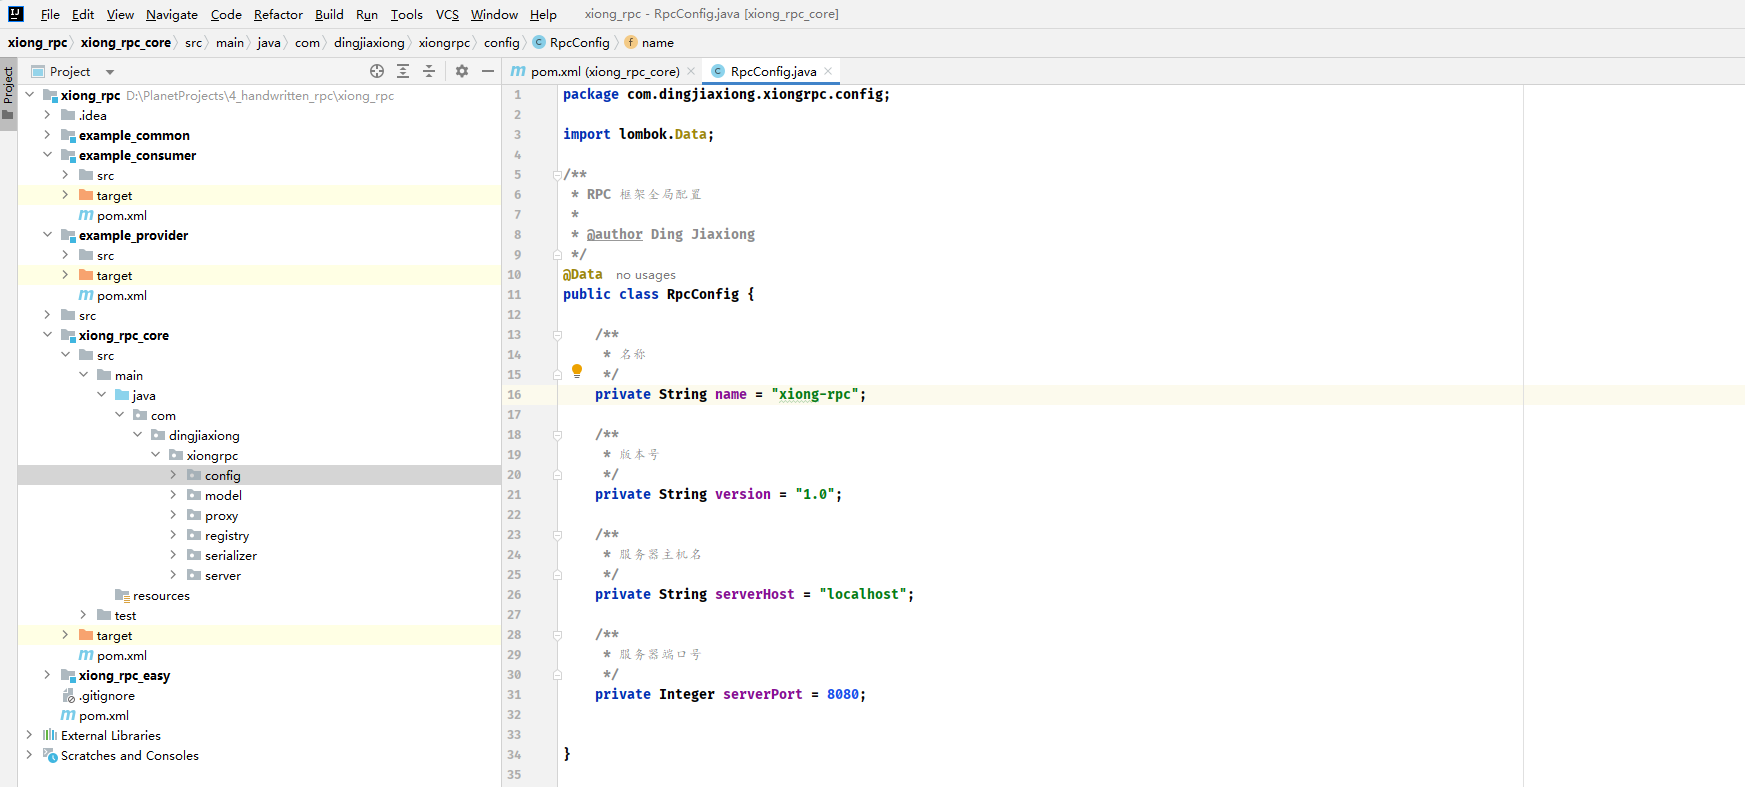 File Edit View Navigate Code Refactor Build Run Tools VCS Window Help xiong_rpc - RpcConfig.java [xiong_rpc_core]
xiong_rpc xiong_rpc_core src main java com dingjiaxiong xiongrpc config RpcConfig name
Project
Project
xiong_rpc D:\PlanetProjects\4_handwritten_rpc\xiong_rpc
.idea
example_common
example_consumer
src
target
pom.xml
example_provider
src
target
pom.xml
src
xiong_rpc_core
src
main
java
com
dingjiaxiong
xiongrpc
config
model
proxy
registry
serializer
server
resources
test
target
pom.xml
xiong_rpc_easy
.gitignore
pom.xml
External Libraries
Scratches and Consoles
pom.xml (xiong_rpc_core) RpcConfig.java
1 package com.dingjiaxiong.xiongrpc.config;
2
3 import lombok.Data;
4
5 /**
6 * RPC 框架全局配置
7 *
8 * @author Ding Jiaxiong
9 */
10 @Data no usages
11 public class RpcConfig {
12
13 /**
14 * 名称
15 */
16 private String name = "xiong-rpc";
17
18 /**
19 * 版本号
20 */
21 private String version = "1.0";
22
23 /**
24 * 服务器主机名
25 */
26 private String serverHost = "localhost";
27
28 /**
29 * 服务器端口号
30 */
31 private Integer serverPort = 8080;
32
33
34 }
35